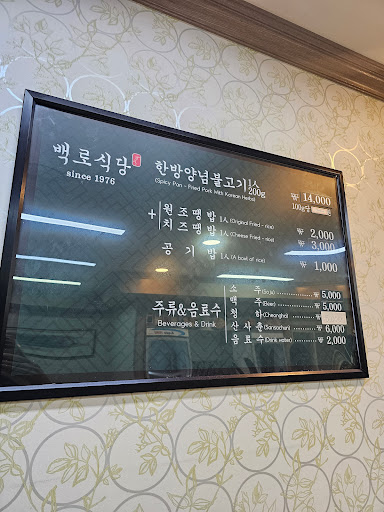 백로식당
since 1976
한방양념불고기 1人 200g ₩ 14,000
(Spicy Pan - Fried Pork With Korean Herbs) 100g당
+ 원조땡밥 1人 (Original Fried - rice) ₩ 2,000
치즈땡밥 1人 (Cheese Fried - rice) ₩ 3,000
공기밥 1人 (A bowl of rice) ₩ 1,000
주류&음료수
Beverages & Drink
소주 (Soju) ₩ 5,000
맥주 (Beer) ₩ 5,000
청하 (Cheongha) ₩
산사춘 (Sansachun) ₩ 6,000
음료수 (Drink water) ₩ 2,000